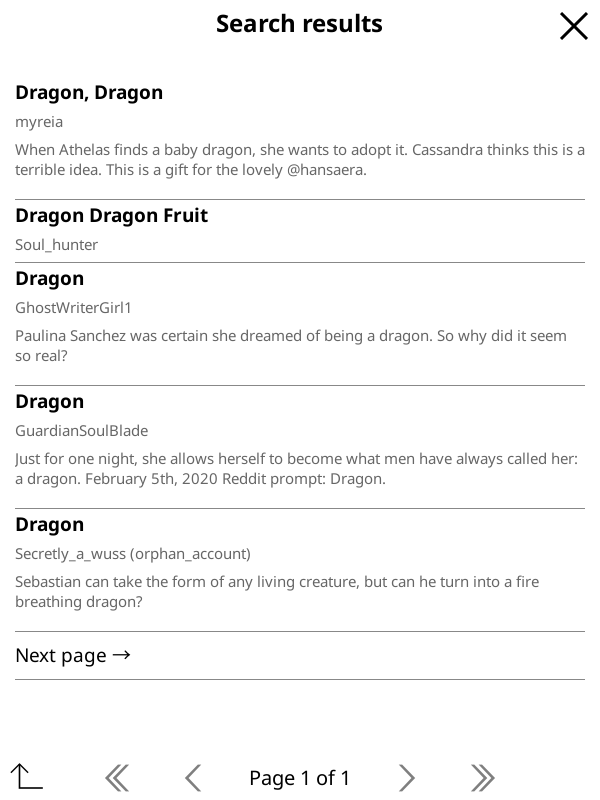 Search results
Dragon, Dragon
myreia
When Athelas finds a baby dragon, she wants to adopt it. Cassandra thinks this is a
terrible idea. This is a gift for the lovely @hansaera.
Dragon Dragon Fruit
Soul_hunter
Dragon
GhostWriterGirl1
Paulina Sanchez was certain she dreamed of being a dragon. So why did it seem
so real?
Dragon
GuardianSoulBlade
Just for one night, she allows herself to become what men have always called her:
a dragon. February 5th, 2020 Reddit prompt: Dragon.
Dragon
Secretly_a_wuss (orphan_account)
Sebastian can take the form of any living creature, but can he turn into a fire
breathing dragon?
Next page →
Page 1 of 1